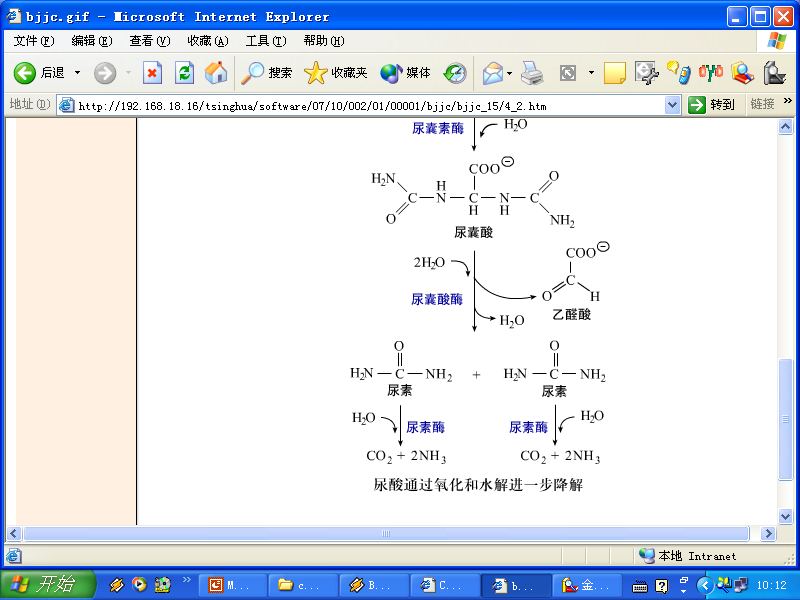 bjjc.gif - Microsoft Internet Explorer
文件(F) 编辑(E) 查看(V) 收藏(A) 工具(T) 帮助(H)
后退 搜索 收藏夹 媒体
地址(D) http://192.168.18.16/tsinghua/software/07/10/002/01/00001/bjjc/bjjc_15/4_2.htm 转到 链接 »
尿囊素酶 H₂O
COO⊖
H₂N H O
C — N — C — N — C
O H H NH₂
尿囊酸
COO⊖
2H₂O
C
尿囊酸酶 O H
H₂O 乙醛酸
O O
H₂N — C — NH₂ + H₂N — C — NH₂
尿素 尿素
H₂O 尿素酶 尿素酶 H₂O
CO₂ + 2NH₃ CO₂ + 2NH₃
尿酸通过氧化和水解进一步降解
本地 Intranet
开始 » M... c... B... C... b... 金... 10:12